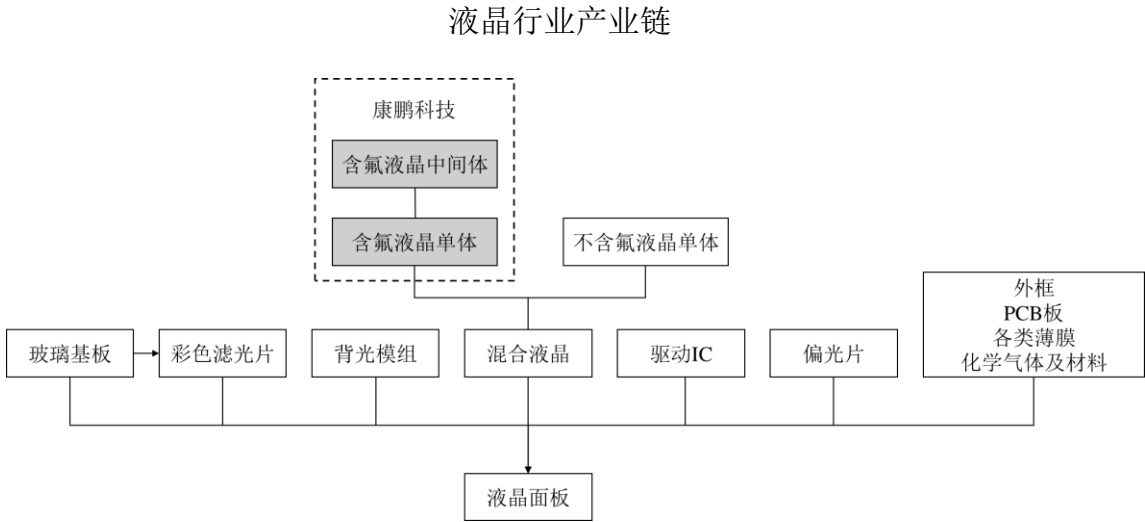 液晶行业产业链
康鹏科技
含氟液晶中间体
含氟液晶单体
不含氟液晶单体
外框
PCB板
各类薄膜
化学气体及材料
玻璃基板
彩色滤光片
背光模组
混合液晶
驱动IC
偏光片
液晶面板